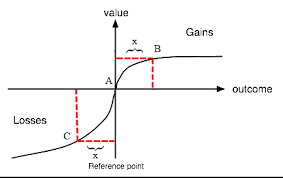 value
Gains
x
B
A
outcome
Losses
C
x
Reference point